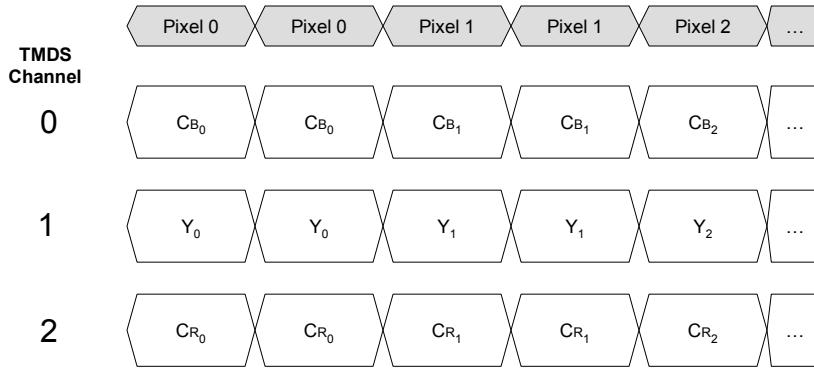 Pixel 0 Pixel 0 Pixel 1 Pixel 1 Pixel 2 ...
TMDS
Channel
0 CB₀ CB₀ CB₁ CB₁ CB₂ ...
1 Y₀ Y₀ Y₁ Y₁ Y₂ ...
2 CR₀ CR₀ CR₁ CR₁ CR₂ ...